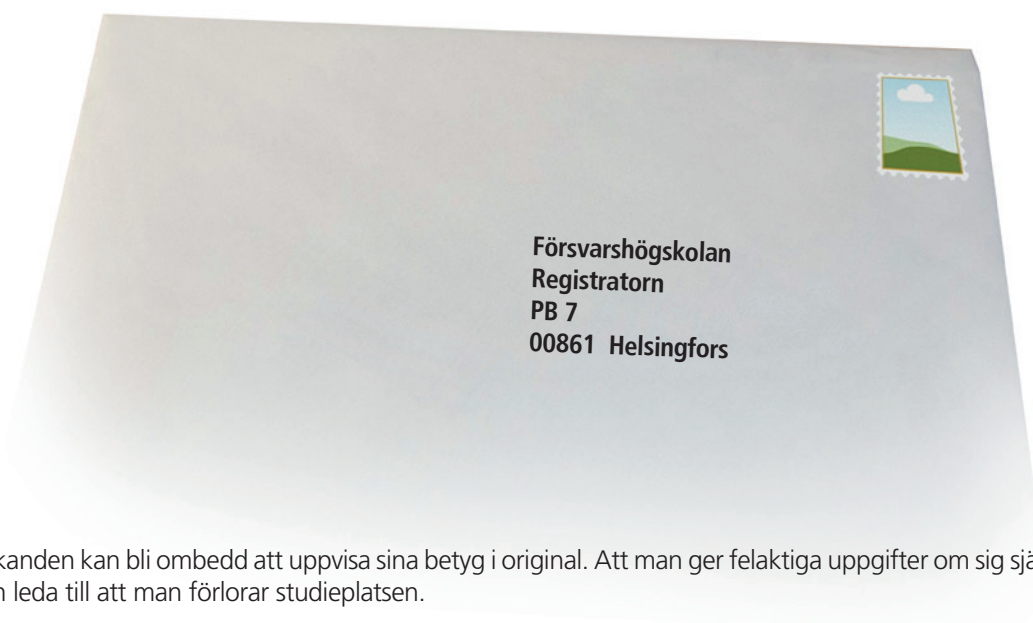 Försvarshögskolan
Registratorn
PB 7
00861 Helsingfors
kan bli ombedd att uppvisa sina betyg i original. Att man ger felaktiga uppgifter om sig
leda till att man förlorar studieplatsen.